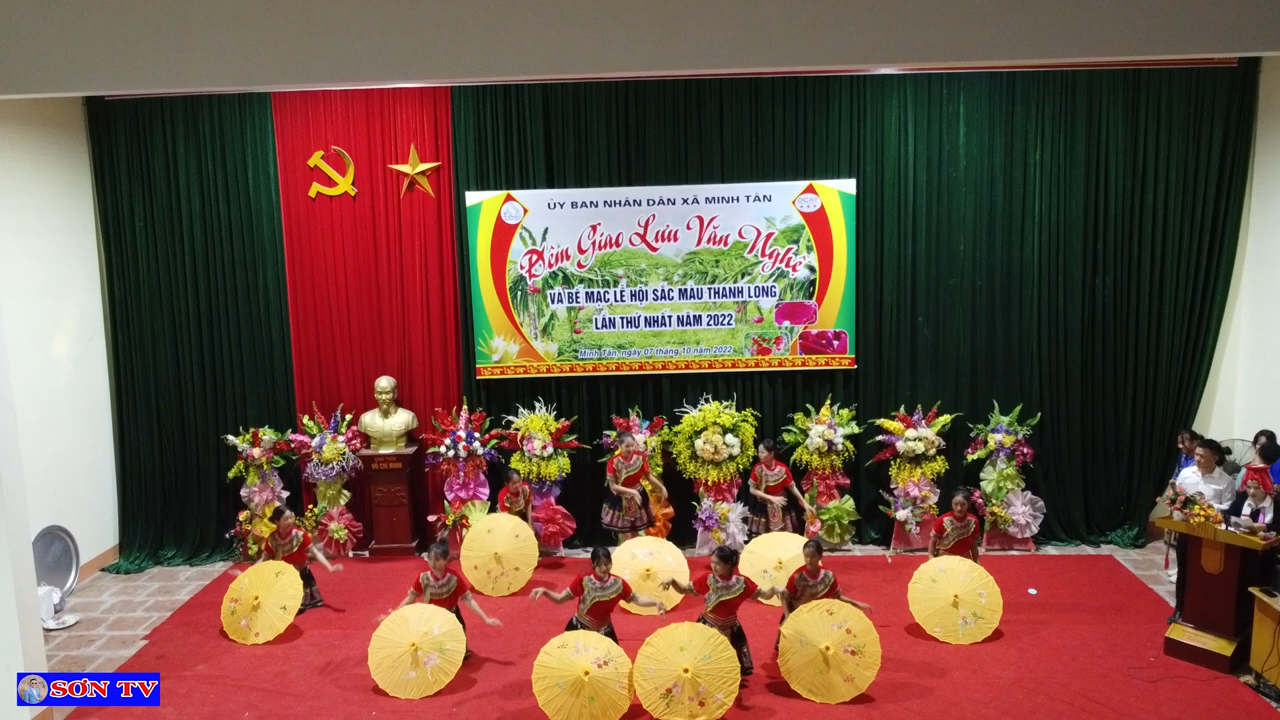 ỦY BAN NHÂN DÂN XÃ MINH TÂN
OCOP
Đêm Giao Lưu Văn Nghệ
VÀ BẾ MẠC LỄ HỘI SẮC MÀU THANH LONG
LẦN THỨ NHẤT NĂM 2022
Minh Tân, ngày 07 tháng 10 năm 2022
HỒ CHÍ MINH
SƠN TV